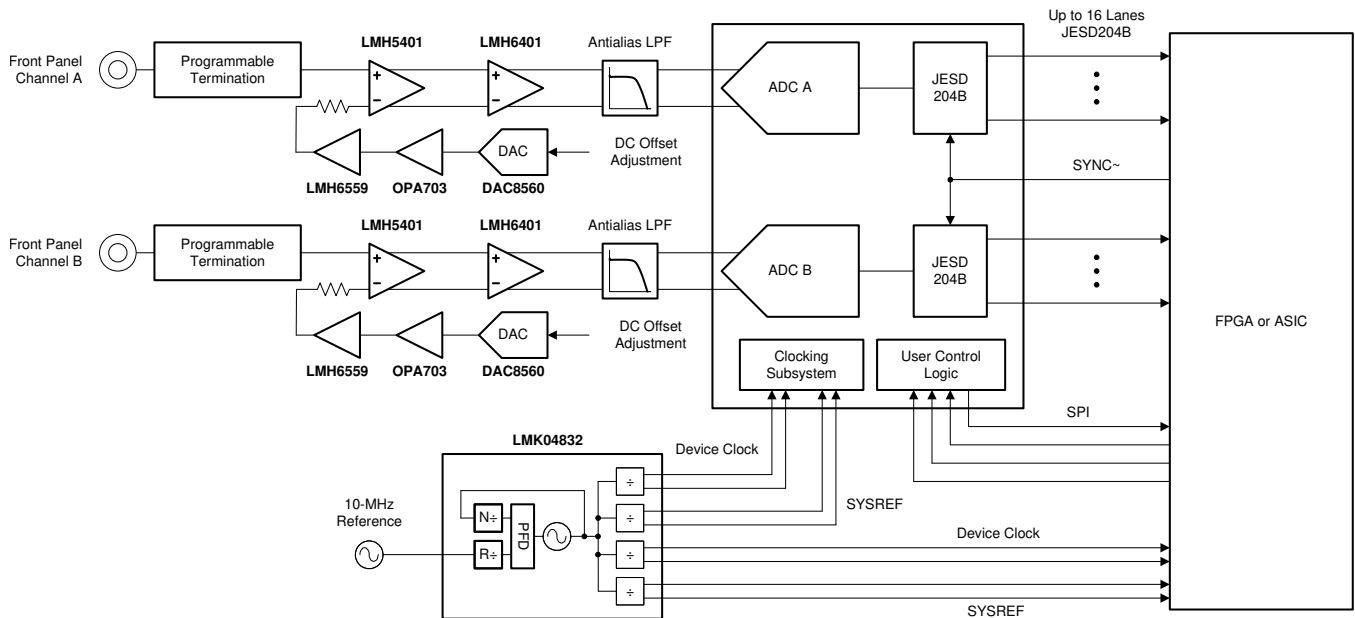 Up to 16 Lanes
JESD204B
LMH5401
LMH6401
Antialias LPF
Front Panel
Channel A
Programmable
Termination
+
−
+
−
ADC A
JESD
204B
DAC
DC Offset
Adjustment
LMH6559
OPA703
DAC8560
SYNC~
LMH5401
LMH6401
Antialias LPF
Front Panel
Channel B
Programmable
Termination
+
−
+
−
ADC B
JESD
204B
FPGA or ASIC
DAC
DC Offset
Adjustment
LMH6559
OPA703
DAC8560
Clocking
Subsystem
User Control
Logic
SPI
LMK04832
Device Clock
÷
10-MHz
Reference
N÷
PFD
R÷
÷
SYSREF
÷
Device Clock
÷
SYSREF